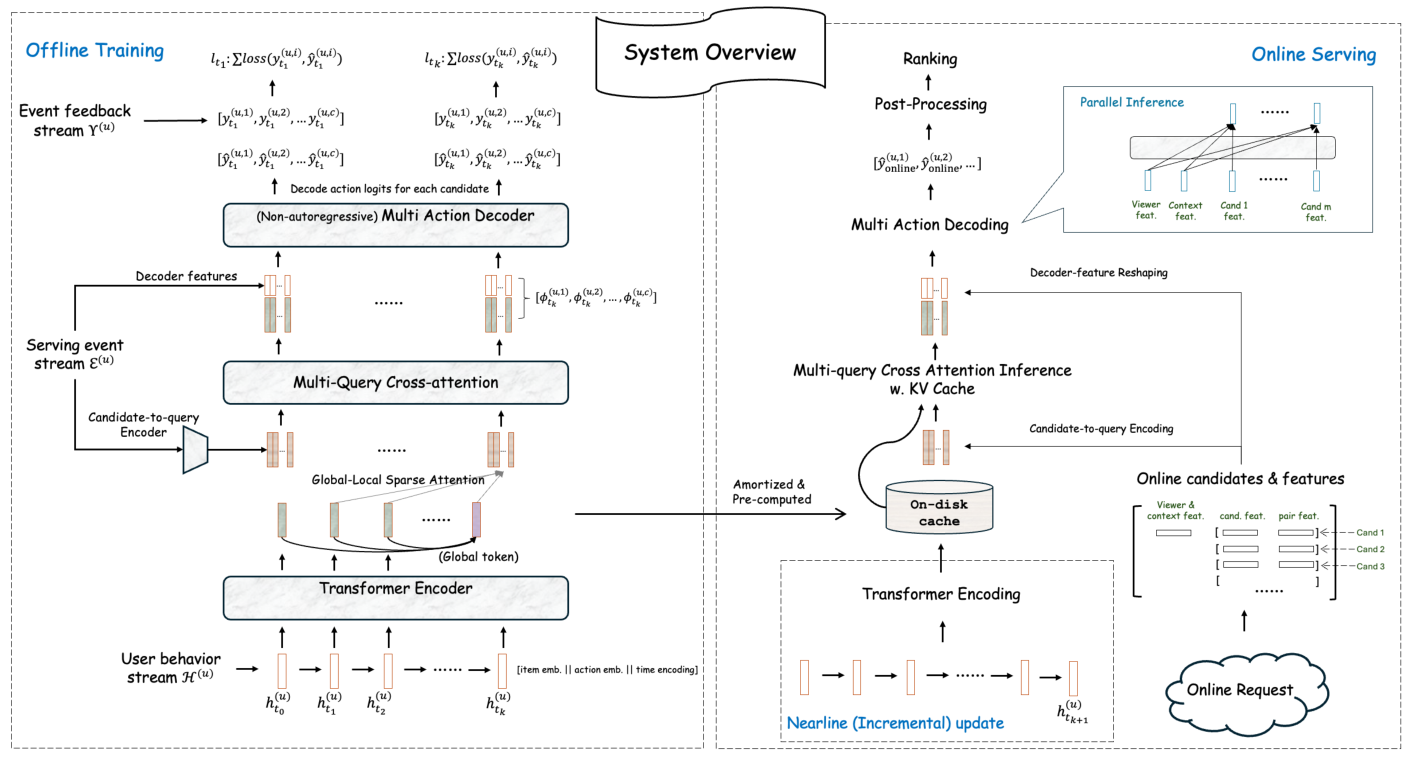 System Overview
Offline Training
l_{t_1}: ∑loss(y_{t_1}^{(u,i)}, ŷ_{t_1}^{(u,i)})
l_{t_k}: ∑loss(y_{t_k}^{(u,i)}, ŷ_{t_k}^{(u,i)})
Event feedback
stream Υ^{(u)}
[y_{t_1}^{(u,1)}, y_{t_1}^{(u,2)}, … y_{t_1}^{(u,c)}]
[y_{t_k}^{(u,1)}, y_{t_k}^{(u,2)}, … y_{t_k}^{(u,c)}]
[ŷ_{t_1}^{(u,1)}, ŷ_{t_1}^{(u,2)}, … ŷ_{t_1}^{(u,c)}]
[ŷ_{t_k}^{(u,1)}, ŷ_{t_k}^{(u,2)}, … ŷ_{t_k}^{(u,c)}]
Decode action logits for each candidate
(Non-autoregressive) Multi Action Decoder
Decoder features
...
......
...
[ϕ_{t_k}^{(u,1)}, ϕ_{t_k}^{(u,2)}, …, ϕ_{t_k}^{(u,c)}]
...
...
Serving event
stream ℰ^{(u)}
Multi-Query Cross-attention
Candidate-to-query
Encoder
...
......
...
Global-Local Sparse Attention
......
(Global token)
Transformer Encoder
User behavior
stream ℋ^{(u)}
......
[item emb. || action emb. || time encoding]
h_{t_0}^{(u)}
h_{t_1}^{(u)}
h_{t_2}^{(u)}
h_{t_k}^{(u)}
Amortized &
Pre-computed
Online Serving
Ranking
Post-Processing
[ŷ_{online}^{(u,1)}, ŷ_{online}^{(u,2)}, …]
Multi Action Decoding
Parallel Inference
......
......
Viewer
feat.
Context
feat.
Cand 1
feat.
Cand m
feat.
Decoder-feature Reshaping
...
...
Multi-query Cross Attention Inference
w. KV Cache
Candidate-to-query Encoding
...
On-disk
cache
Online candidates & features
Viewer &
context feat.
cand. feat.
pair feat.
[ ] Cand 1
[ ] Cand 2
[ ] Cand 3
[ ]
......
Transformer Encoding
......
h_{t_{k+1}}^{(u)}
Nearline (Incremental) update
Online Request